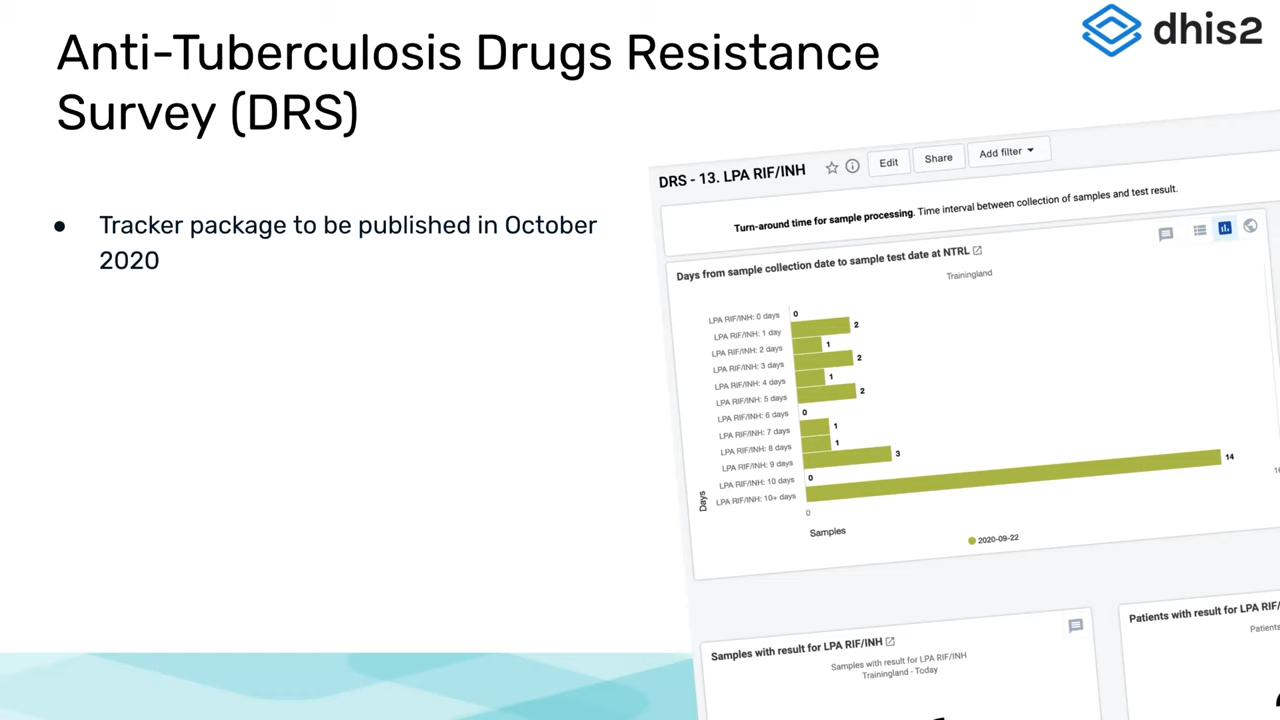 Anti-Tuberculosis Drugs Resistance
Survey (DRS)
dhis2
● Tracker package to be published in October
2020
DRS - 13. LPA RIF/INH
Edit
Share
Add filter
Turn-around time for sample processing. Time interval between collection of samples and test result.
Days from sample collection date to sample test date at NTRL
Trainingland
LPA RIF/INH: 0 days 0
LPA RIF/INH: 1 day 2
LPA RIF/INH: 2 days 1
LPA RIF/INH: 3 days 2
LPA RIF/INH: 4 days 1
LPA RIF/INH: 5 days 2
LPA RIF/INH: 6 days 0
LPA RIF/INH: 7 days 1
LPA RIF/INH: 8 days 1
LPA RIF/INH: 9 days 3
LPA RIF/INH: 10 days 0
LPA RIF/INH: 10+ days 14
Days
0
Samples
2020-09-22
Samples with result for LPA RIF/INH
Samples with result for LPA RIF/INH
Trainingland - Today
Patients with result for LPA RIF/
Patients